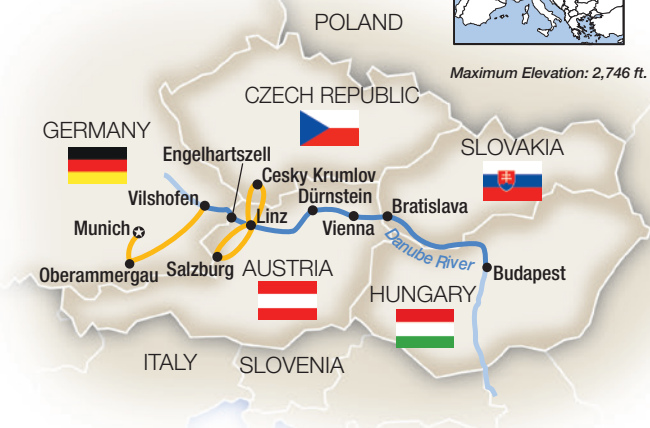 POLAND
Maximum Elevation: 2,746 ft.
CZECH REPUBLIC
GERMANY
SLOVAKIA
Engelhartszell
Cesky Krumlov
Vilshofen
Dürnstein
Bratislava
Linz
Munich
Vienna
Danube River
Oberammergau
Salzburg
AUSTRIA
Budapest
HUNGARY
ITALY
SLOVENIA